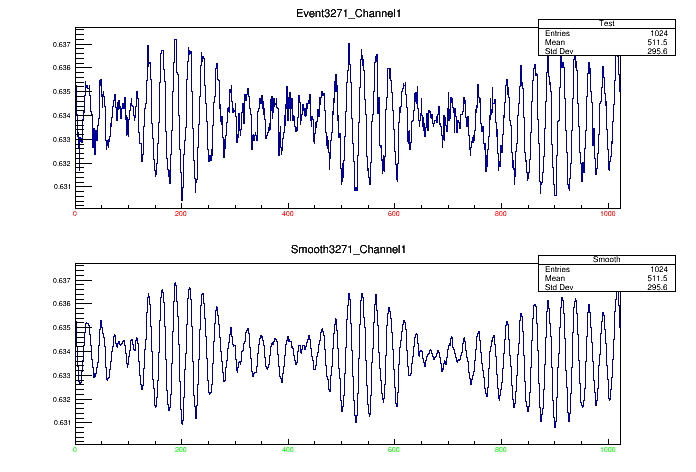 Event3271_Channel1
Test
Entries 1024
Mean 511.5
Std Dev 295.6
0.637
0.636
0.635
0.634
0.633
0.632
0.631
0 200 400 600 800 1000
Smooth3271_Channel1
Smooth
Entries 1024
Mean 511.5
Std Dev 295.6
0.637
0.636
0.635
0.634
0.633
0.632
0.631
0 200 400 600 800 1000